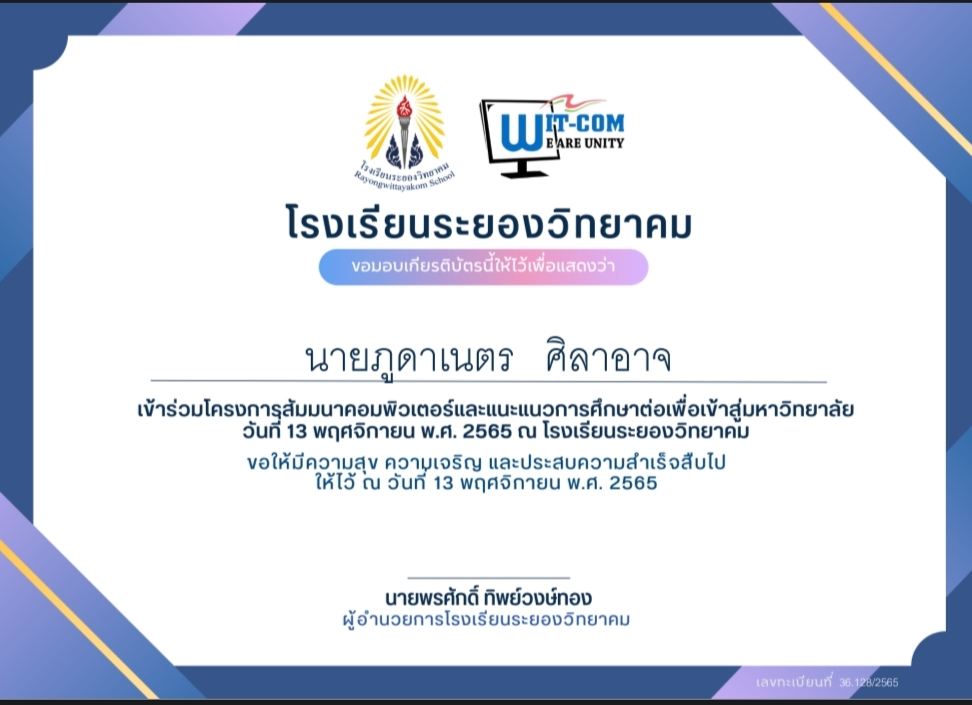 โรงเรียนระยองวิทยาคม
Rayongwittayakom School
WIT-COM
WE ARE UNITY
โรงเรียนระยองวิทยาคม
ขอมอบเกียรติบัตรนี้ให้ไว้เพื่อแสดงว่า
นายภูดาเนตร ศิลาอาจ
เข้าร่วมโครงการสัมมนาคอมพิวเตอร์และแนะแนวการศึกษาต่อเพื่อเข้าสู่มหาวิทยาลัย
วันที่ 13 พฤศจิกายน พ.ศ. 2565 ณ โรงเรียนระยองวิทยาคม
ขอให้มีความสุข ความเจริญ และประสบความสำเร็จสืบไป
ให้ไว้ ณ วันที่ 13 พฤศจิกายน พ.ศ. 2565
นายพรศักดิ์ ทิพย์วงษ์ทอง
ผู้อำนวยการโรงเรียนระยองวิทยาคม
เลขทะเบียนที่ 36.128/2565